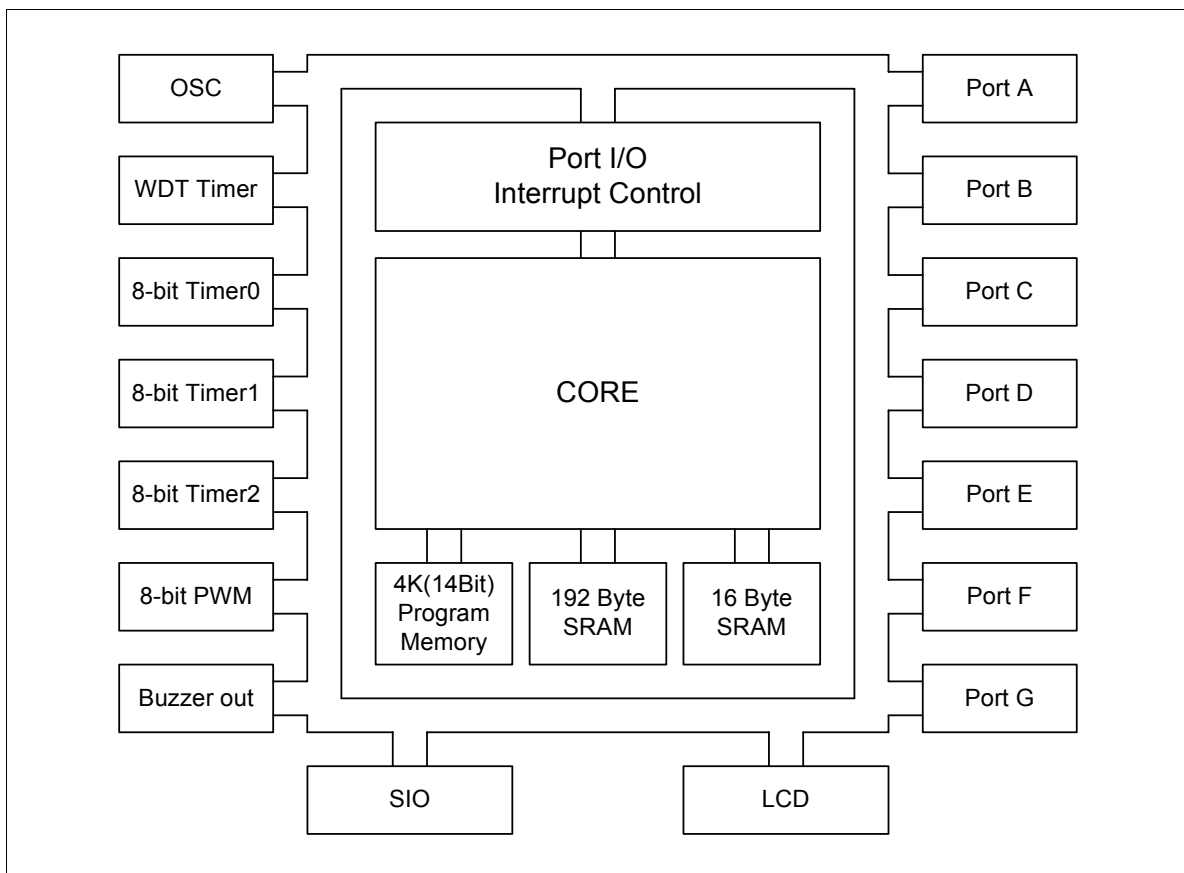 OSC
WDT Timer
8-bit Timer0
8-bit Timer1
8-bit Timer2
8-bit PWM
Buzzer out
Port I/O
Interrupt Control
CORE
4K(14Bit)
Program
Memory
192 Byte
SRAM
16 Byte
SRAM
Port A
Port B
Port C
Port D
Port E
Port F
Port G
SIO
LCD